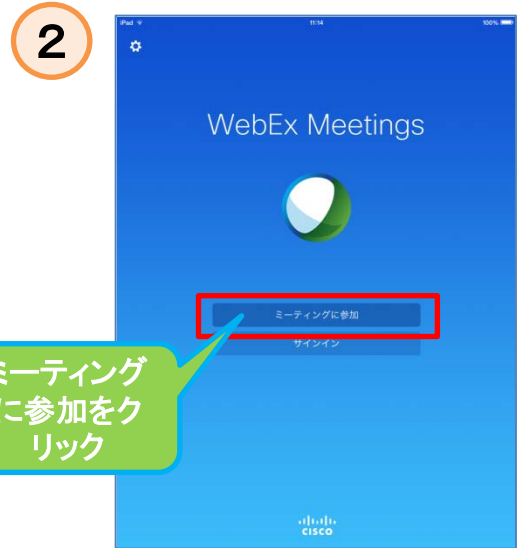 2
iPad
11:14
100%
WebEx Meetings
ミーティングに参加
サインイン
ミーティング
に参加をク
リック
CISCO